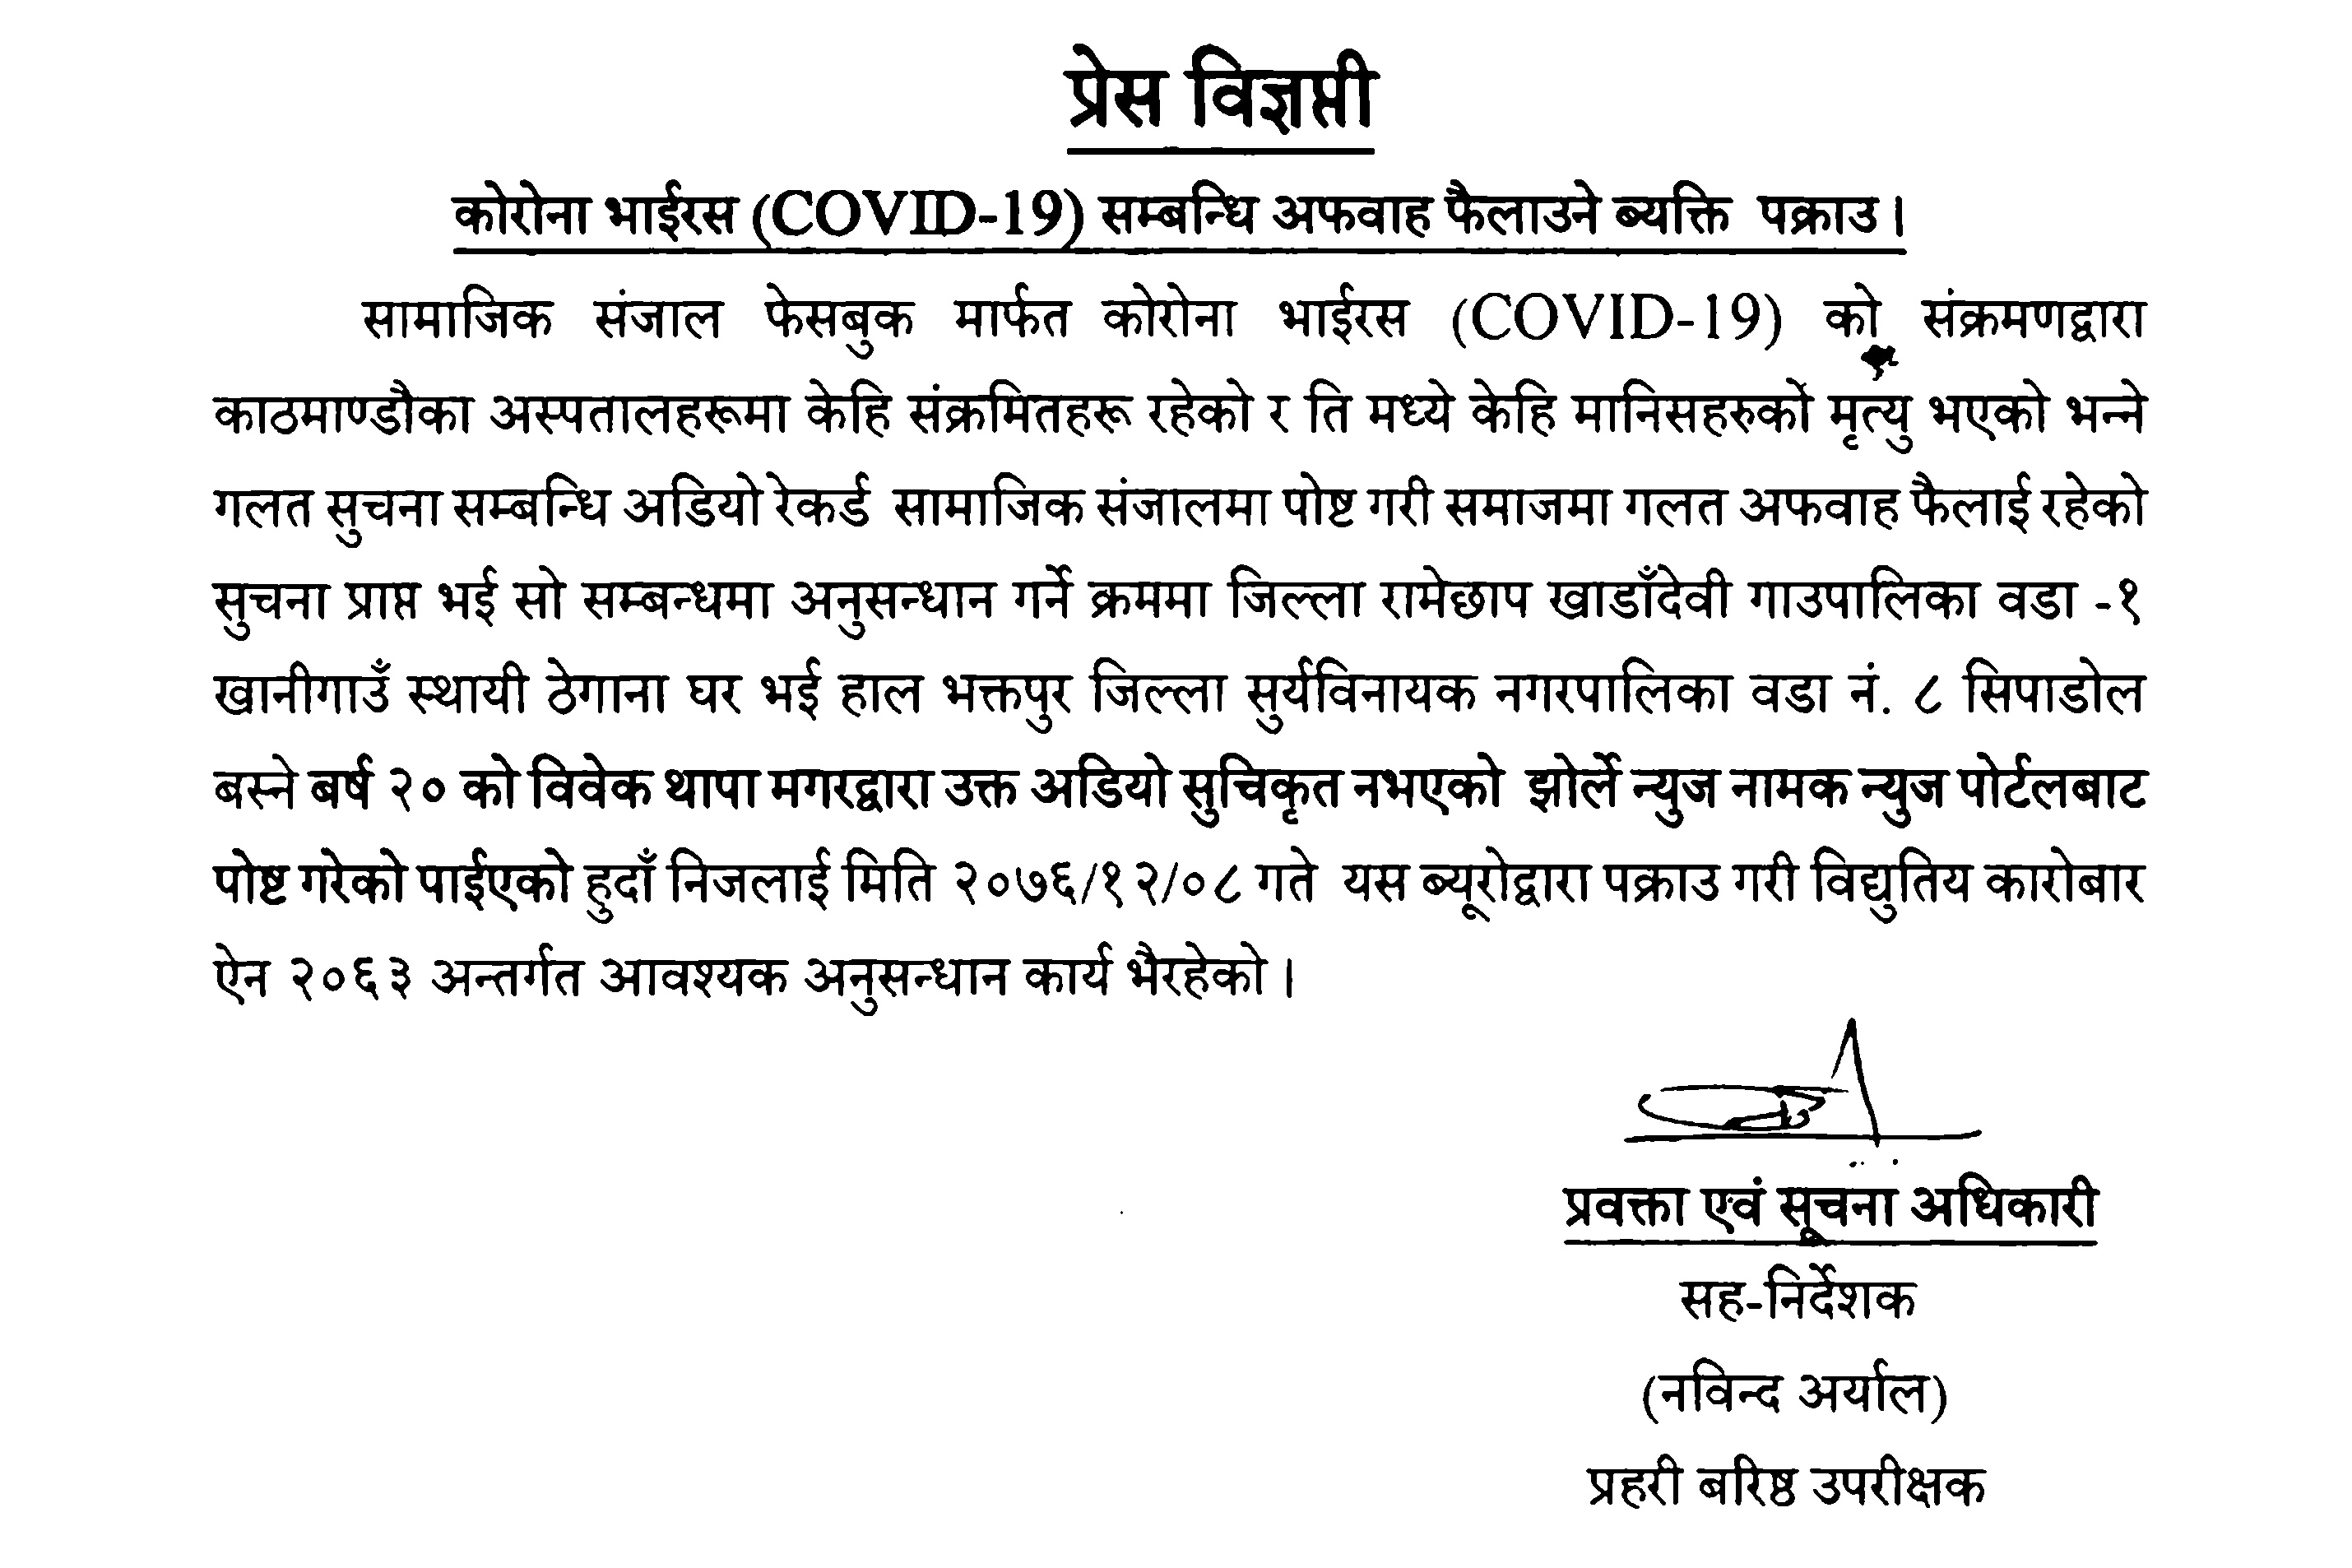 प्रेस विज्ञप्ती
कोरोना भाईरस (COVID-19) सम्बन्धि अफवाह फैलाउने ब्यक्ति पक्राउ।
सामाजिक संजाल फेसबुक मार्फत कोरोना भाईरस (COVID-19) को संक्रमणद्वारा
काठमाण्डौका अस्पतालहरूमा केहि संक्रमितहरू रहेको र ति मध्ये केहि मानिसहरुको मृत्यु भएको भन्ने
गलत सुचना सम्बन्धि अडियो रेकर्ड सामाजिक संजालमा पोष्ट गरी समाजमा गलत अफवाह फैलाई रहेको
सुचना प्राप्त भई सो सम्बन्धमा अनुसन्धान गर्ने क्रममा जिल्ला रामेछाप खाडाँदेवी गाउपालिका वडा -१
खानीगाउँ स्थायी ठेगाना घर भई हाल भक्तपुर जिल्ला सुर्यविनायक नगरपालिका वडा नं. ८ सिपाडोल
बस्ने बर्ष २० को विवेक थापा मगरद्वारा उक्त अडियो सुचिकृत नभएको झोर्ले न्युज नामक न्युज पोर्टलबाट
पोष्ट गरेको पाईएको हुदाँ निजलाई मिति २०७६/१२/०८ गते यस ब्यूरोद्वारा पक्राउ गरी विद्युतिय कारोबार
ऐन २०६३ अन्तर्गत आवश्यक अनुसन्धान कार्य भैरहेको।
प्रवक्ता एवं सूचना अधिकारी
सह-निर्देशक
(नविन्द अर्याल)
प्रहरी बरिष्ठ उपरीक्षक